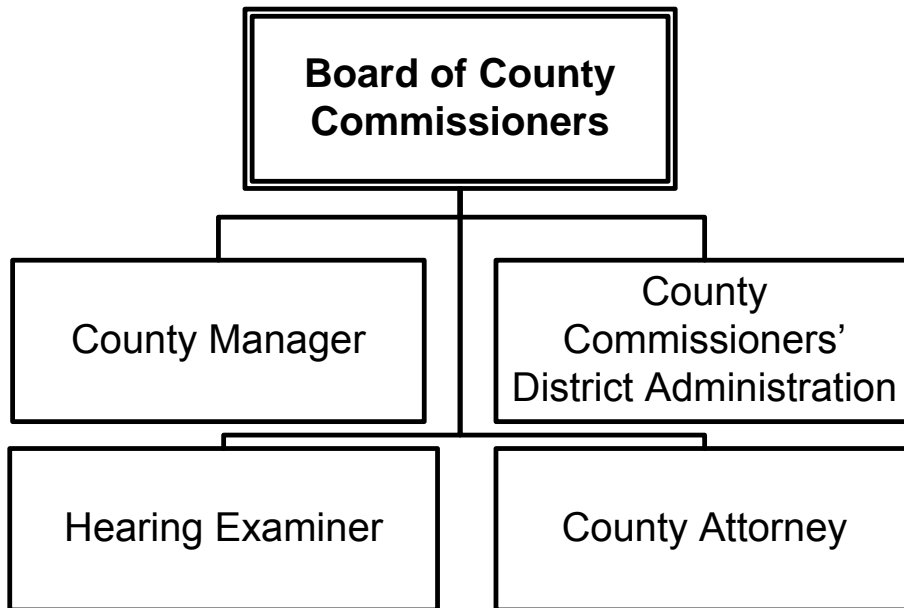 Board of County
Commissioners
County Manager
County
Commissioners’
District Administration
Hearing Examiner
County Attorney